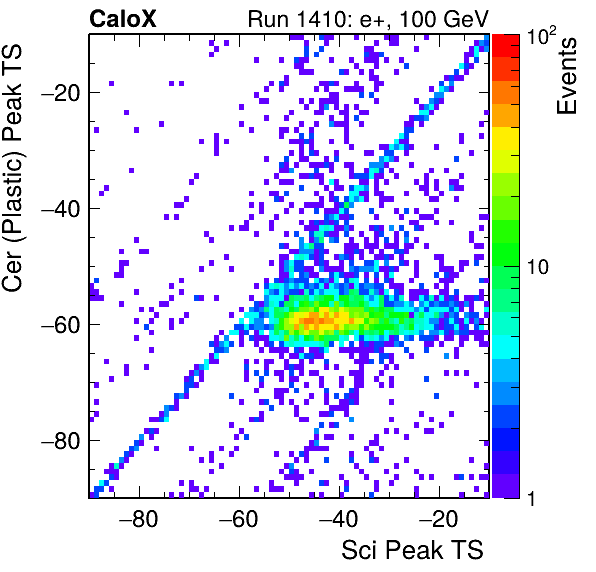 CaloX Run 1410: e+, 100 GeV
10²
Events
Cer (Plastic) Peak TS
−20
−40
10
−60
−80
1
−80 −60 −40 −20
Sci Peak TS